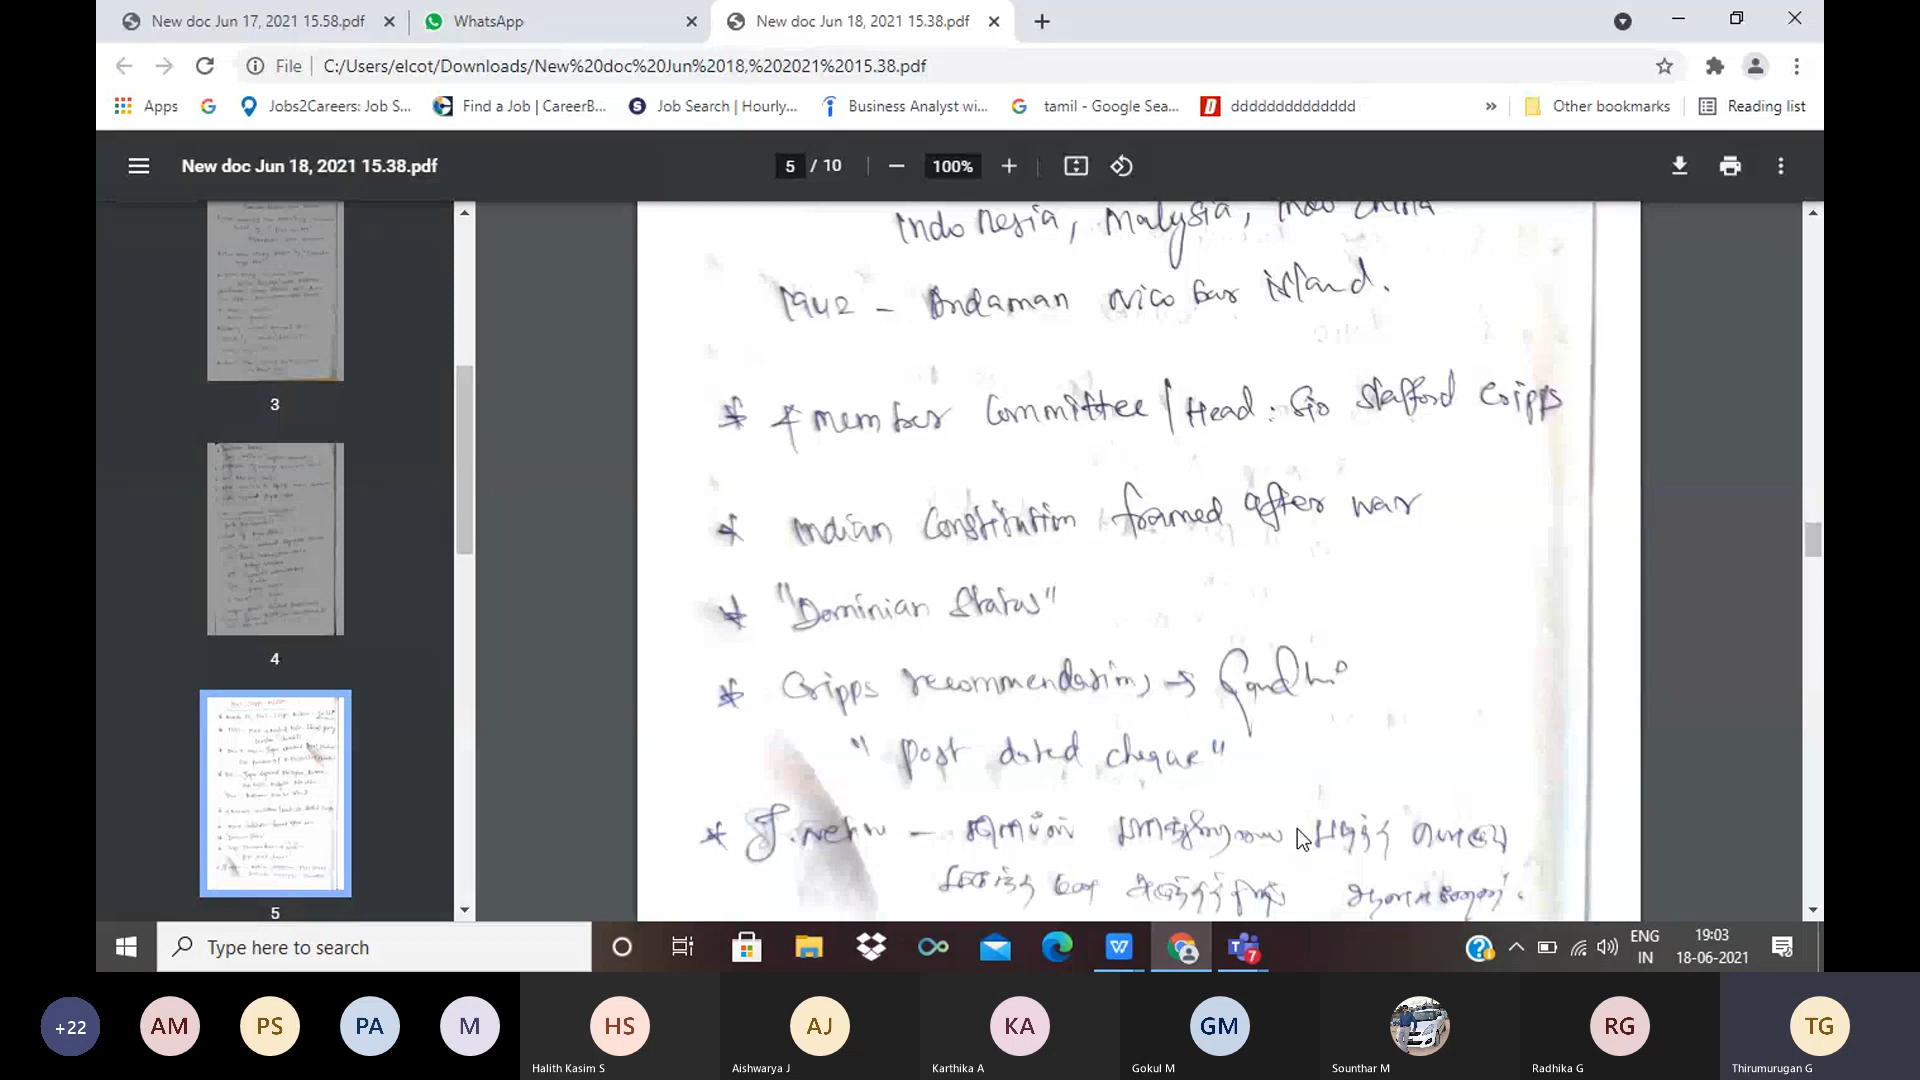 New doc Jun 17, 2021 15.58.pdf
WhatsApp
New doc Jun 18, 2021 15.38.pdf
File
C:/Users/elcot/Downloads/New%20doc%20Jun%2018,%202021%2015.38.pdf
Apps
Jobs2Careers: Job S...
Find a Job | CareerB...
Job Search | Hourly,...
Business Analyst wi...
tamil - Google Sea...
dddddddddddddd
»
Other bookmarks
Reading list
New doc Jun 18, 2021 15.38.pdf
5 / 10
100%
3
4
5
Indonesia, Malysia, Indo China
1942 - Andaman Nicobar island.
* 4 member Committee / Head: Sir Stafford Cripps
* Indian Constitution framed after war
* "Dominian Status"
* Cripps recommendations → Gandhi
" Post dated cheque"
* J. Nehru -
Type here to search
7
ENG
IN
19:03
18-06-2021
+22
AM
PS
PA
M
HS
Halith Kasim S
AJ
Aishwarya J
KA
Karthika A
GM
Gokul M
Sounthar M
RG
Radhika G
TG
Thirumurugan G